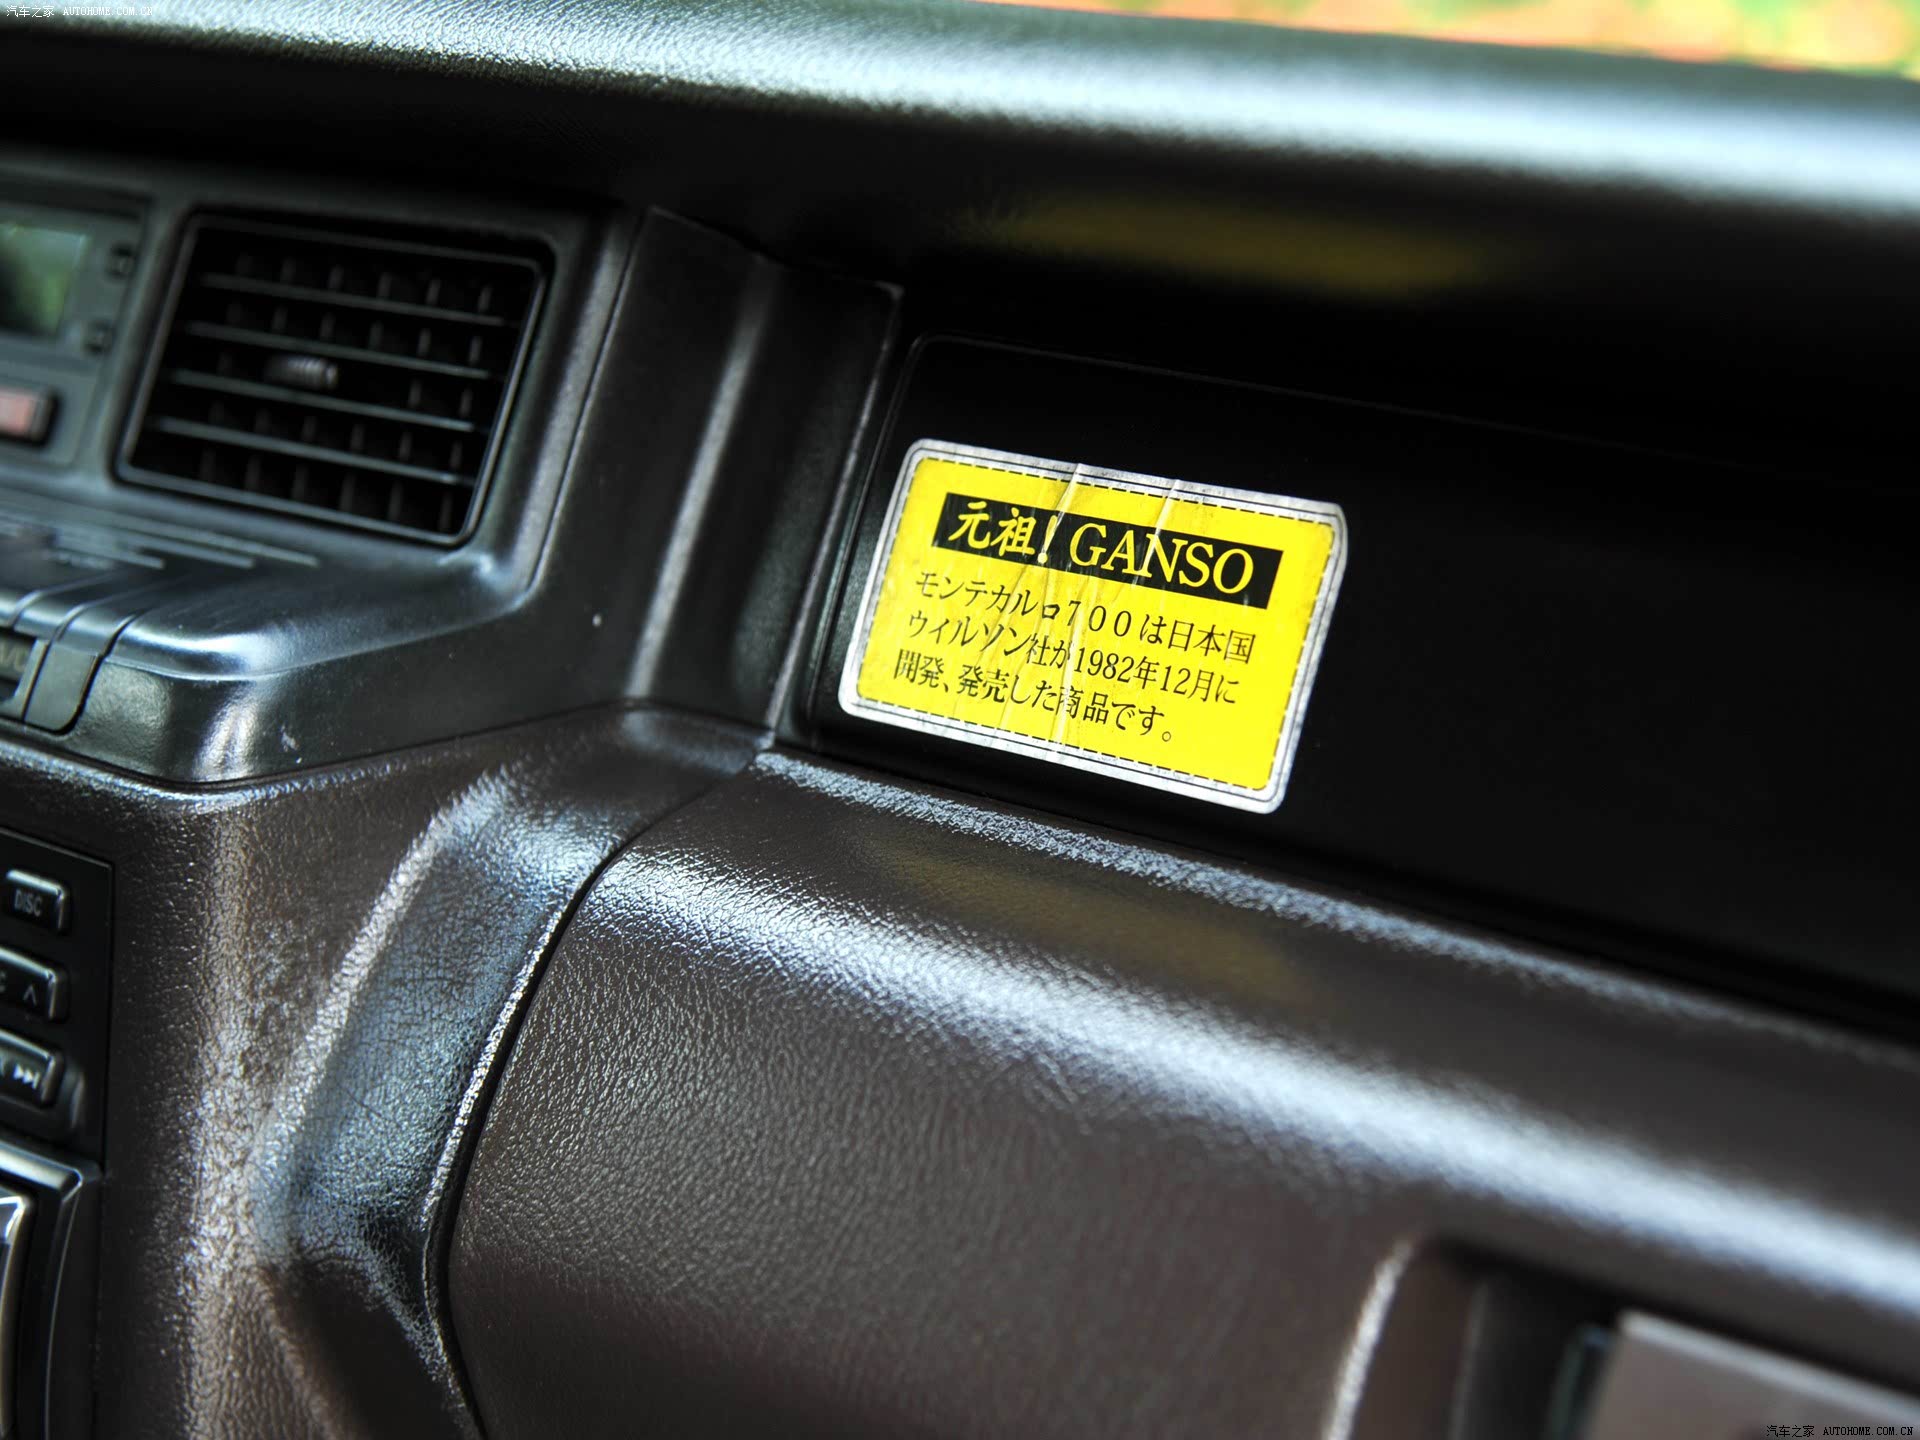 汽车之家 AUTOHOME.COM.CN
元祖! GANSO
モンテカルロ700は日本国
ウィルソン社が1982年12月に
開発、発売した商品です。
A/C
DISC
汽车之家 AUTOHOME.COM.CN